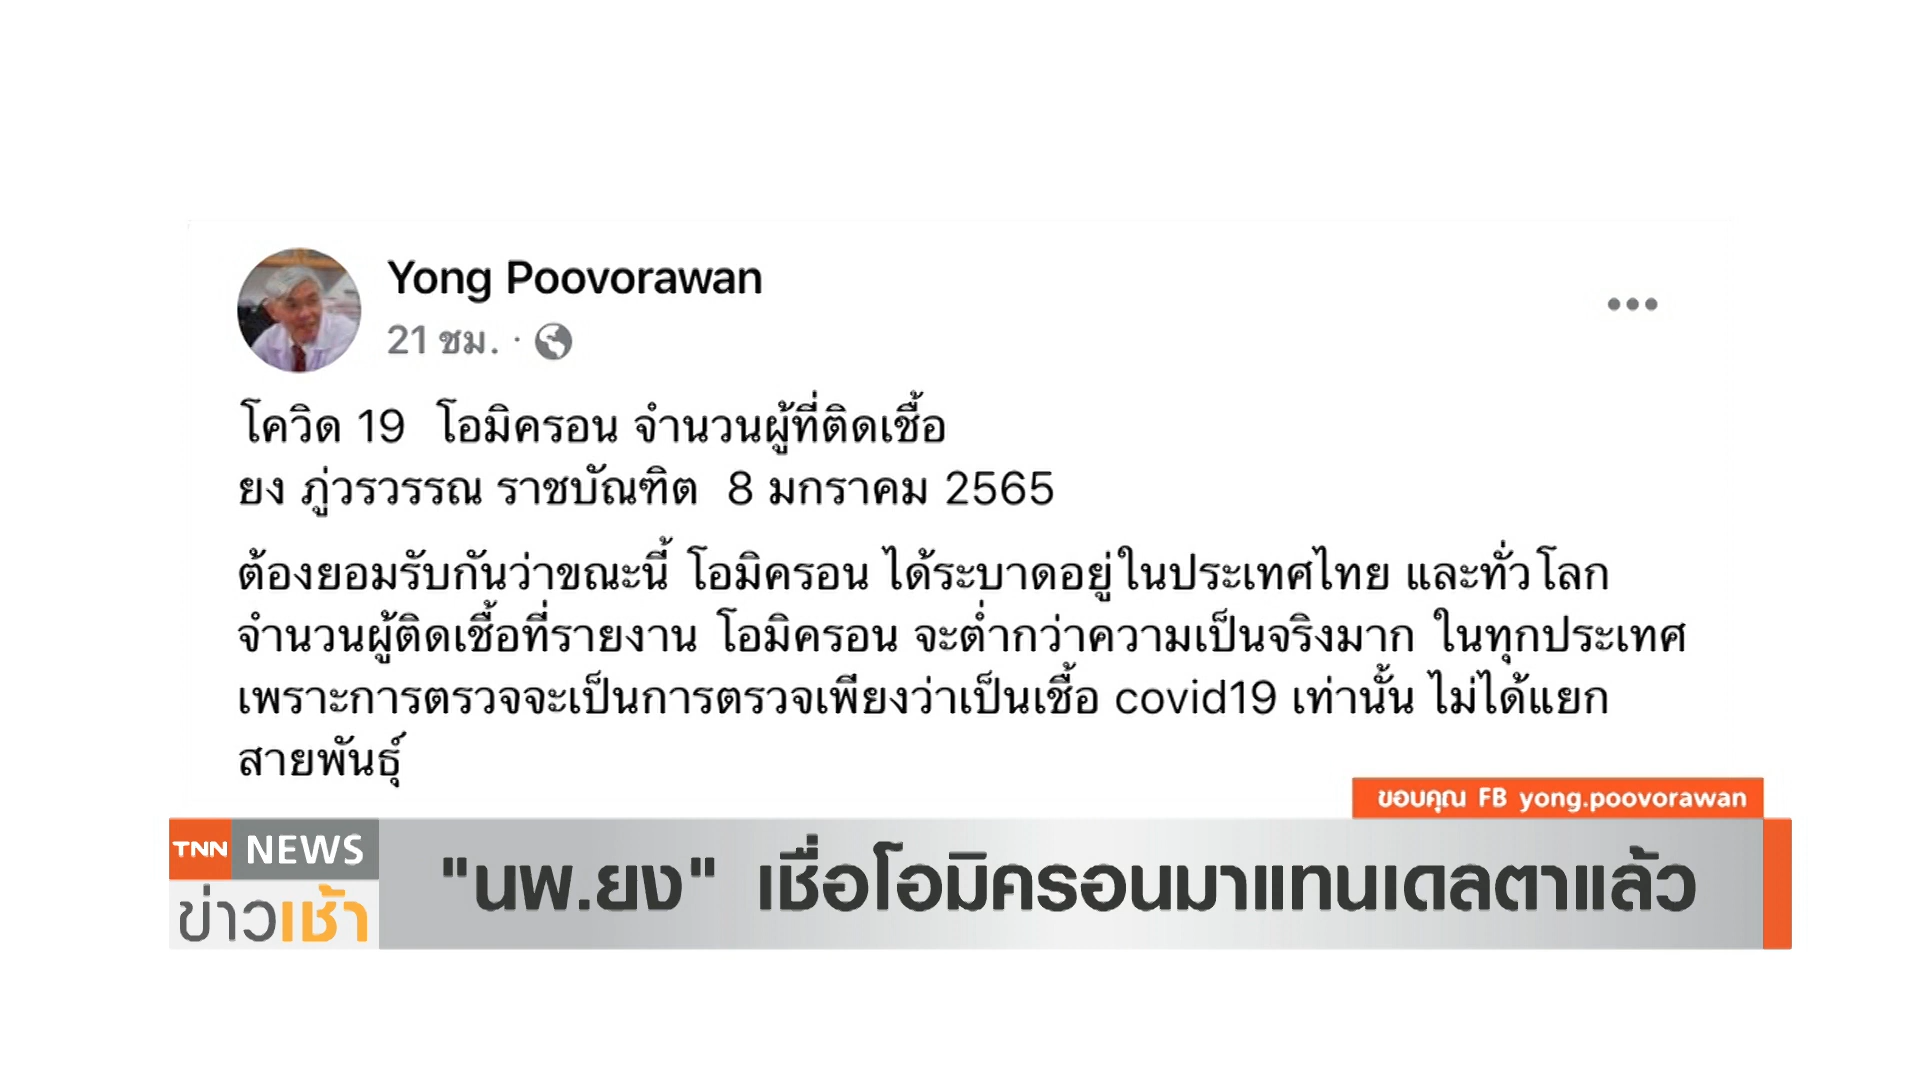 Yong Poovorawan
21 ชม. ·
โควิด 19 โอมิครอน จำนวนผู้ที่ติดเชื้อ
ยง ภู่วรวรรณ ราชบัณฑิต 8 มกราคม 2565
ต้องยอมรับกันว่าขณะนี้ โอมิครอน ได้ระบาดอยู่ในประเทศไทย และทั่วโลก
จำนวนผู้ติดเชื้อที่รายงาน โอมิครอน จะต่ำกว่าความเป็นจริงมาก ในทุกประเทศ
เพราะการตรวจจะเป็นการตรวจเพียงว่าเป็นเชื้อ covid19 เท่านั้น ไม่ได้แยก
สายพันธุ์
ขอบคุณ FB yong.poovorawan
TNN NEWS
ข่าวเช้า
"นพ.ยง" เชื่อโอมิครอนมาแทนเดลตาแล้ว